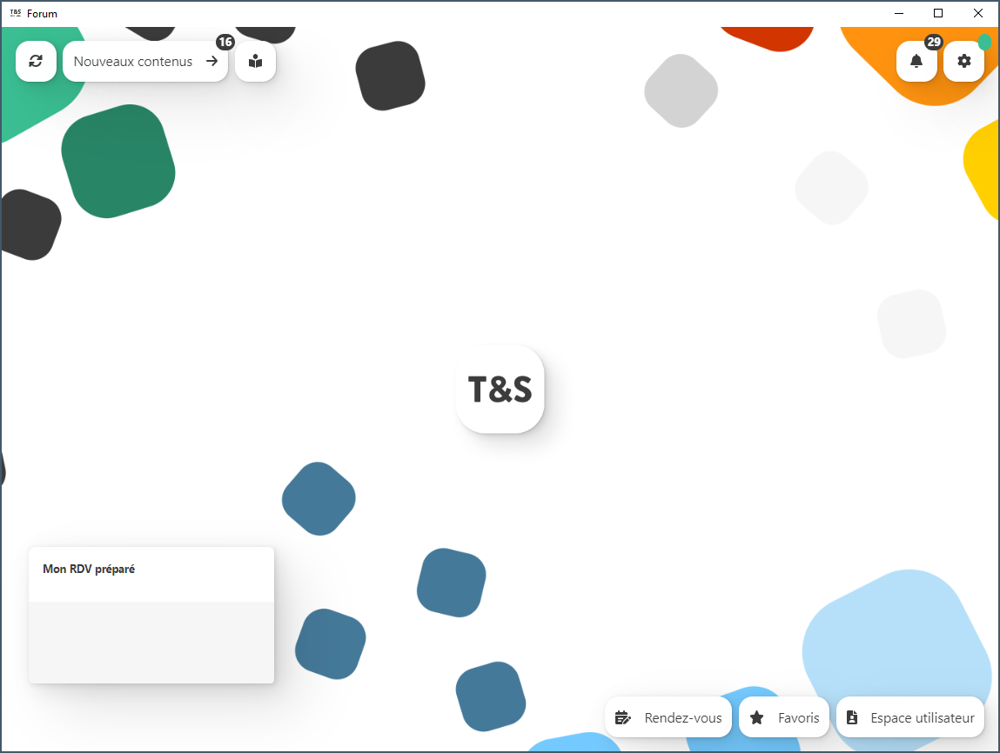 T&S Forum
Nouveaux contenus
16
29
T&S
Mon RDV préparé
Rendez-vous
Favoris
Espace utilisateur